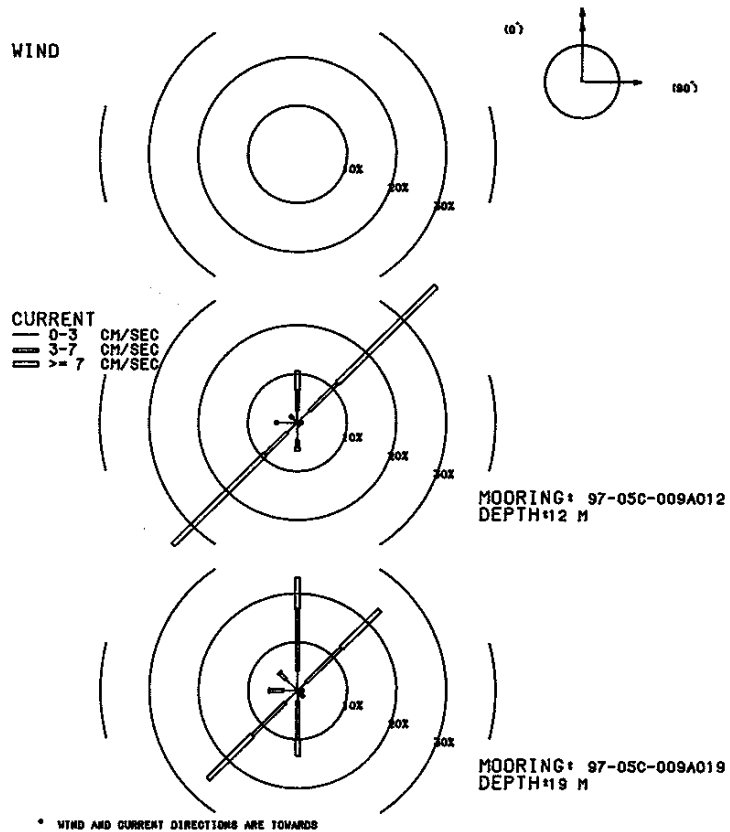 WIND
(0°)
(90°)
10%
20%
30%
CURRENT
0-3 CM/SEC
3-7 CM/SEC
>= 7 CM/SEC
10%
20%
30%
MOORING: 97-05C-009A012
DEPTH:12 M
10%
20%
30%
MOORING: 97-05C-009A019
DEPTH:19 M
* WIND AND CURRENT DIRECTIONS ARE TOWARDS